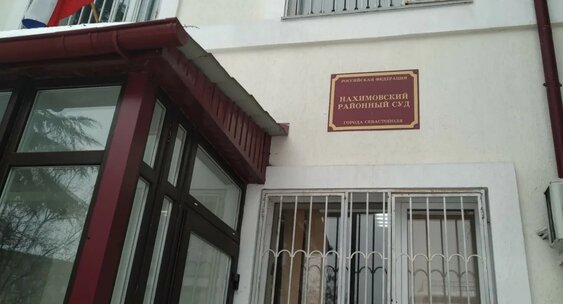 РОССИЙСКАЯ ФЕДЕРАЦИЯ
НАХИМОВСКИЙ
РАЙОННЫЙ СУД
ГОРОДА СЕВАСТОПОЛЯ